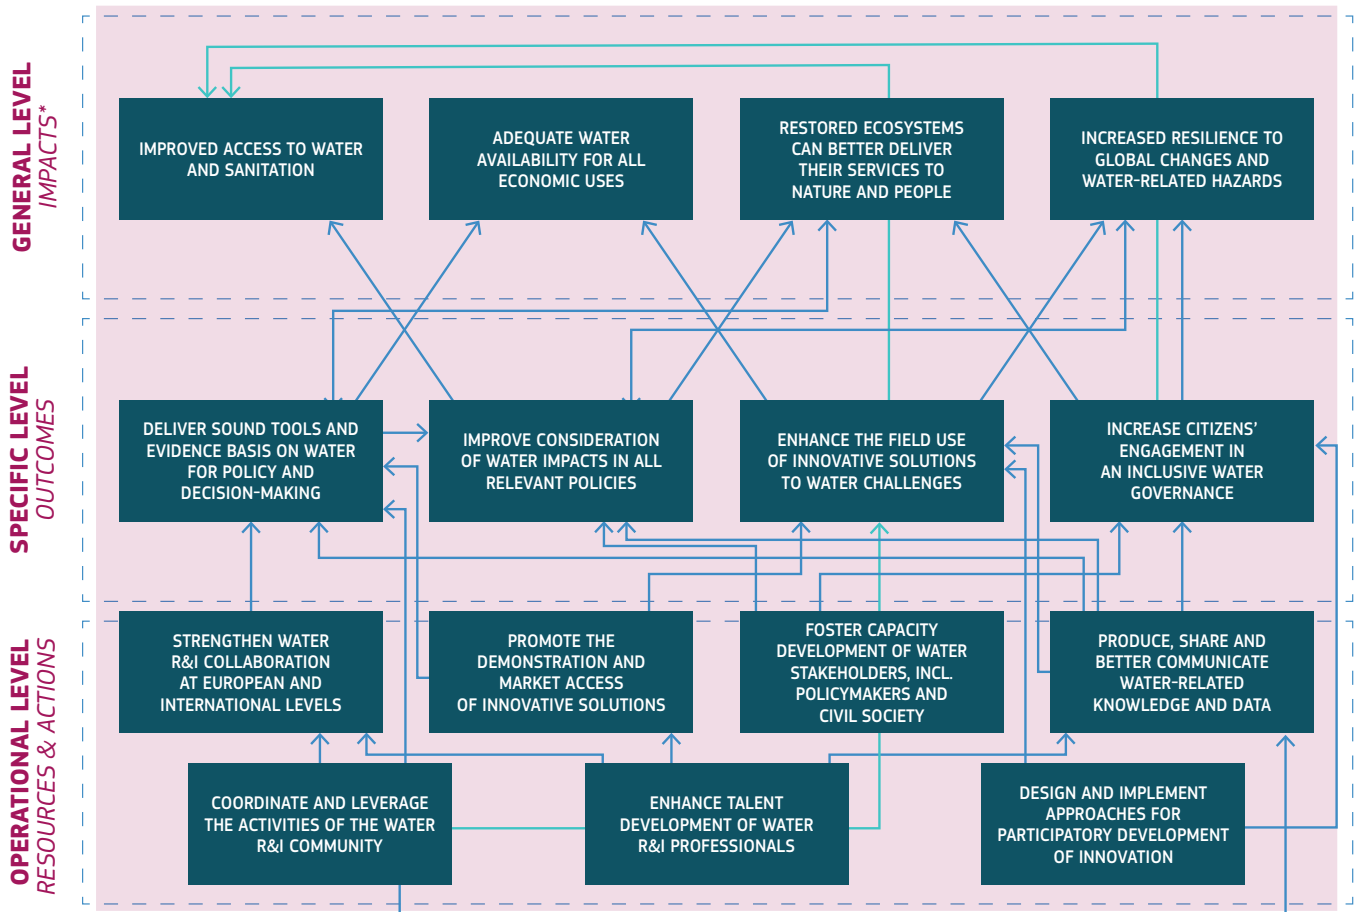 GENERAL LEVEL
IMPACTS*
IMPROVED ACCESS TO WATER
AND SANITATION
ADEQUATE WATER
AVAILABILITY FOR ALL
ECONOMIC USES
RESTORED ECOSYSTEMS
CAN BETTER DELIVER
THEIR SERVICES TO
NATURE AND PEOPLE
INCREASED RESILIENCE TO
GLOBAL CHANGES AND
WATER-RELATED HAZARDS
SPECIFIC LEVEL
OUTCOMES
DELIVER SOUND TOOLS AND
EVIDENCE BASIS ON WATER
FOR POLICY AND
DECISION-MAKING
IMPROVE CONSIDERATION
OF WATER IMPACTS IN ALL
RELEVANT POLICIES
ENHANCE THE FIELD USE
OF INNOVATIVE SOLUTIONS
TO WATER CHALLENGES
INCREASE CITIZENS’
ENGAGEMENT IN
AN INCLUSIVE WATER
GOVERNANCE
OPERATIONAL LEVEL
RESOURCES & ACTIONS
STRENGTHEN WATER
R&I COLLABORATION
AT EUROPEAN AND
INTERNATIONAL LEVELS
PROMOTE THE
DEMONSTRATION AND
MARKET ACCESS
OF INNOVATIVE SOLUTIONS
FOSTER CAPACITY
DEVELOPMENT OF WATER
STAKEHOLDERS, INCL.
POLICYMAKERS AND
CIVIL SOCIETY
PRODUCE, SHARE AND
BETTER COMMUNICATE
WATER-RELATED
KNOWLEDGE AND DATA
COORDINATE AND LEVERAGE
THE ACTIVITIES OF THE WATER
R&I COMMUNITY
ENHANCE TALENT
DEVELOPMENT OF WATER
R&I PROFESSIONALS
DESIGN AND IMPLEMENT
APPROACHES FOR
PARTICIPATORY DEVELOPMENT
OF INNOVATION